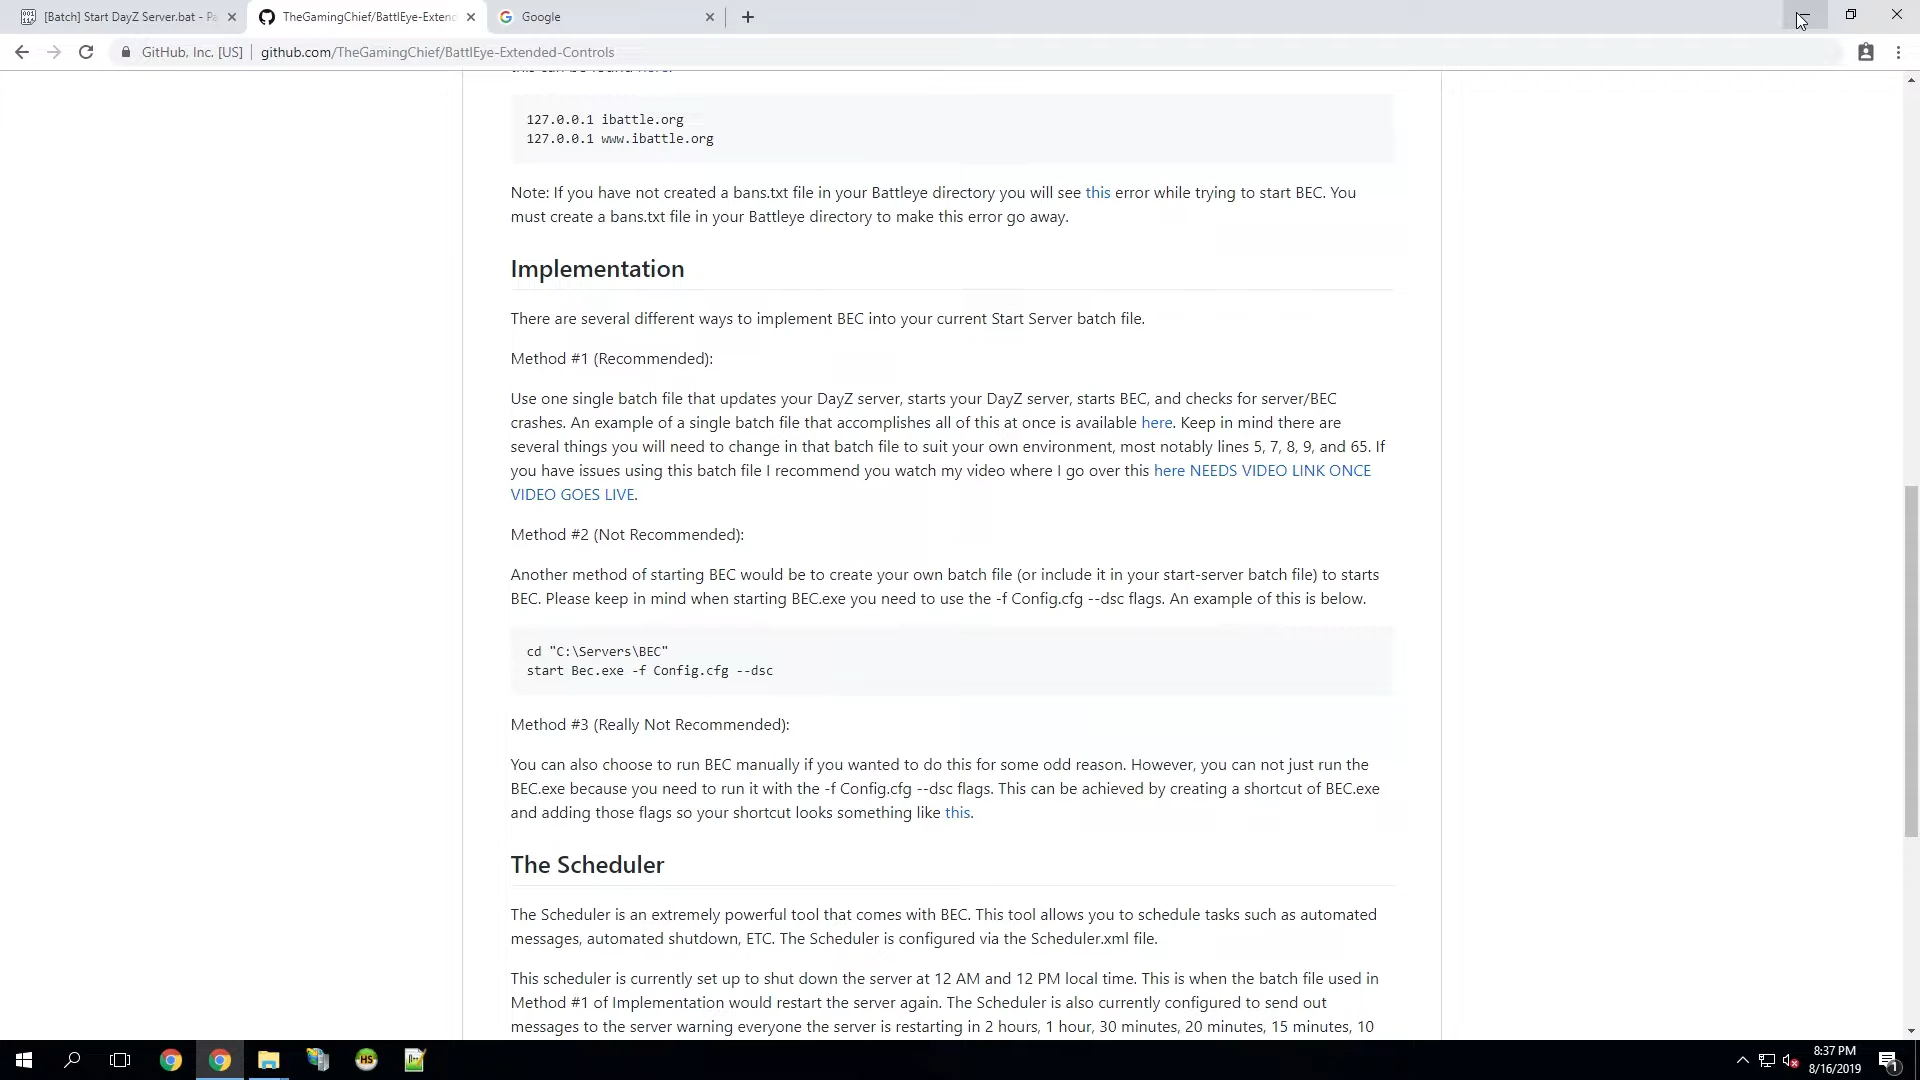 [Batch] Start DayZ Server.bat - Pa
TheGamingChief/BattlEye-Extend
Google
GitHub, Inc. [US]
github.com/TheGamingChief/BattlEye-Extended-Controls
127.0.0.1 ibattle.org
127.0.0.1 www.ibattle.org
Note: If you have not created a bans.txt file in your Battleye directory you will see this error while trying to start BEC. You
must create a bans.txt file in your Battleye directory to make this error go away.
Implementation
There are several different ways to implement BEC into your current Start Server batch file.
Method #1 (Recommended):
Use one single batch file that updates your DayZ server, starts your DayZ server, starts BEC, and checks for server/BEC
crashes. An example of a single batch file that accomplishes all of this at once is available here. Keep in mind there are
several things you will need to change in that batch file to suit your own environment, most notably lines 5, 7, 8, 9, and 65. If
you have issues using this batch file I recommend you watch my video where I go over this here NEEDS VIDEO LINK ONCE
VIDEO GOES LIVE.
Method #2 (Not Recommended):
Another method of starting BEC would be to create your own batch file (or include it in your start-server batch file) to starts
BEC. Please keep in mind when starting BEC.exe you need to use the -f Config.cfg --dsc flags. An example of this is below.
cd "C:\Servers\BEC"
start Bec.exe -f Config.cfg --dsc
Method #3 (Really Not Recommended):
You can also choose to run BEC manually if you wanted to do this for some odd reason. However, you can not just run the
BEC.exe because you need to run it with the -f Config.cfg --dsc flags. This can be achieved by creating a shortcut of BEC.exe
and adding those flags so your shortcut looks something like this.
The Scheduler
The Scheduler is an extremely powerful tool that comes with BEC. This tool allows you to schedule tasks such as automated
messages, automated shutdown, ETC. The Scheduler is configured via the Scheduler.xml file.
This scheduler is currently set up to shut down the server at 12 AM and 12 PM local time. This is when the batch file used in
Method #1 of Implementation would restart the server again. The Scheduler is also currently configured to send out
messages to the server warning everyone the server is restarting in 2 hours, 1 hour, 30 minutes, 20 minutes, 15 minutes, 10
HS
8:37 PM
8/16/2019
1